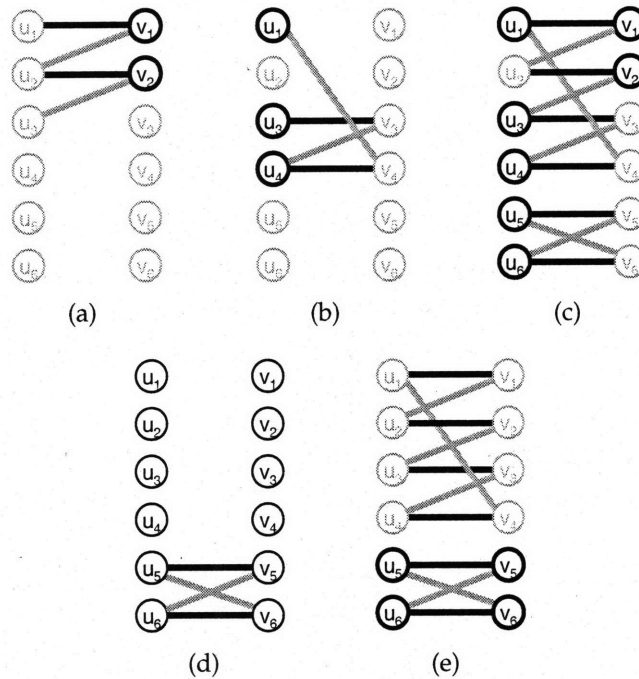 u₁ v₁ u₁ v₁ u₁ v₁
u₂ v₂ u₂ v₂ u₂ v₂
u₃ v₃ u₃ v₃ u₃ v₃
u₄ v₄ u₄ v₄ u₄ v₄
u₅ v₅ u₅ v₅ u₅ v₅
u₆ v₆ u₆ v₆ u₆ v₆
(a) (b) (c)
u₁ v₁ u₁ v₁
u₂ v₂ u₂ v₂
u₃ v₃ u₃ v₃
u₄ v₄ u₄ v₄
u₅ v₅ u₅ v₅
u₆ v₆ u₆ v₆
(d) (e)